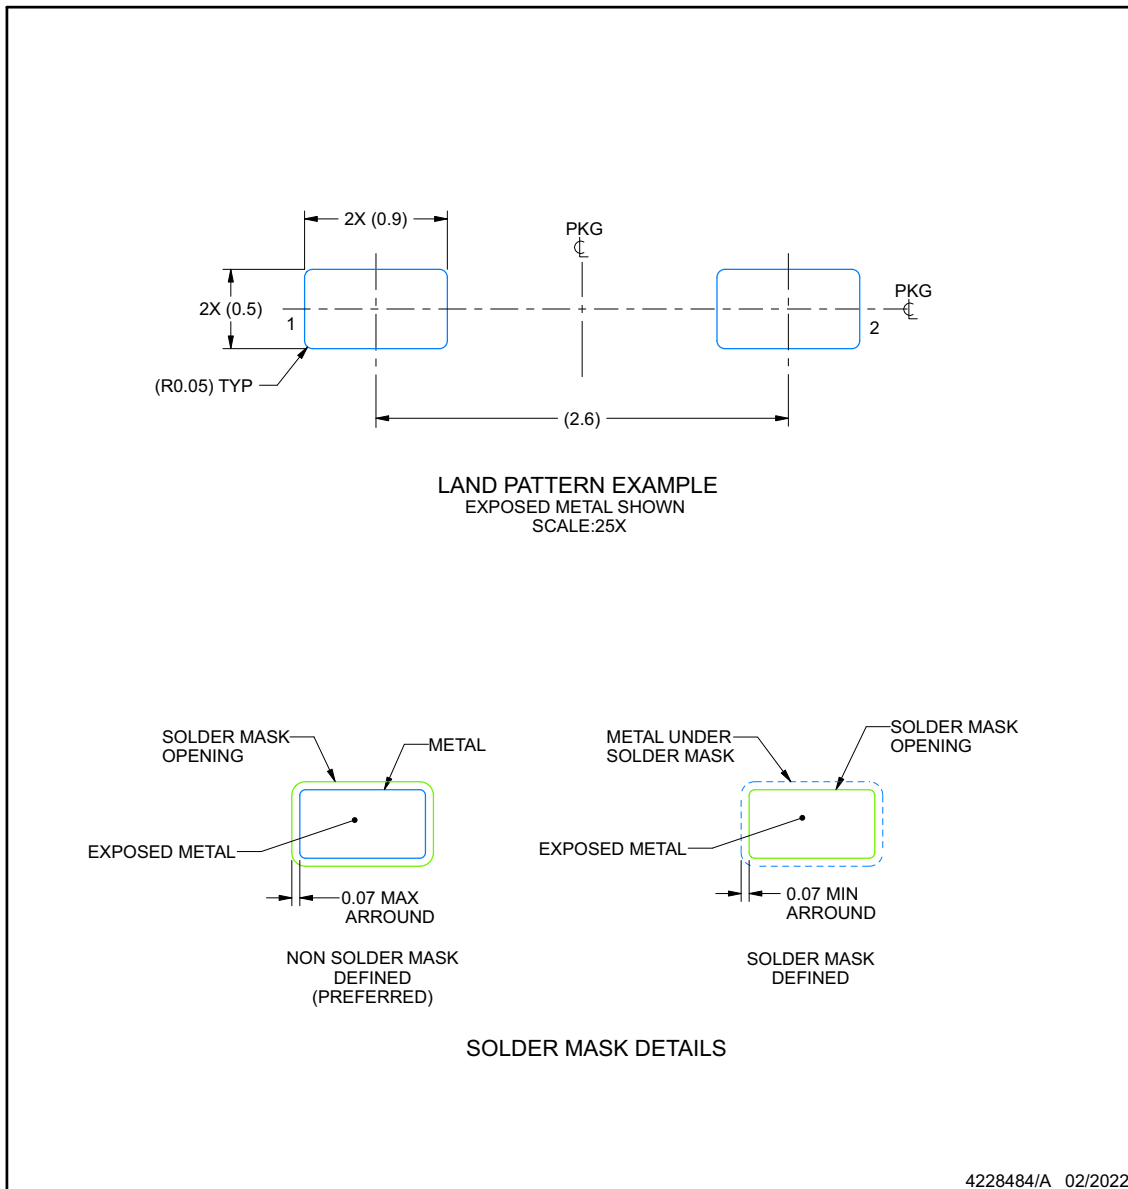 2X (0.9)
PKG
℄
2X (0.5)
PKG
℄
1
2
(R0.05) TYP
(2.6)
LAND PATTERN EXAMPLE
EXPOSED METAL SHOWN
SCALE:25X
SOLDER MASK
OPENING
METAL
EXPOSED METAL
0.07 MAX
ARROUND
NON SOLDER MASK
DEFINED
(PREFERRED)
METAL UNDER
SOLDER MASK
SOLDER MASK
OPENING
EXPOSED METAL
0.07 MIN
ARROUND
SOLDER MASK
DEFINED
SOLDER MASK DETAILS
4228484/A 02/2022